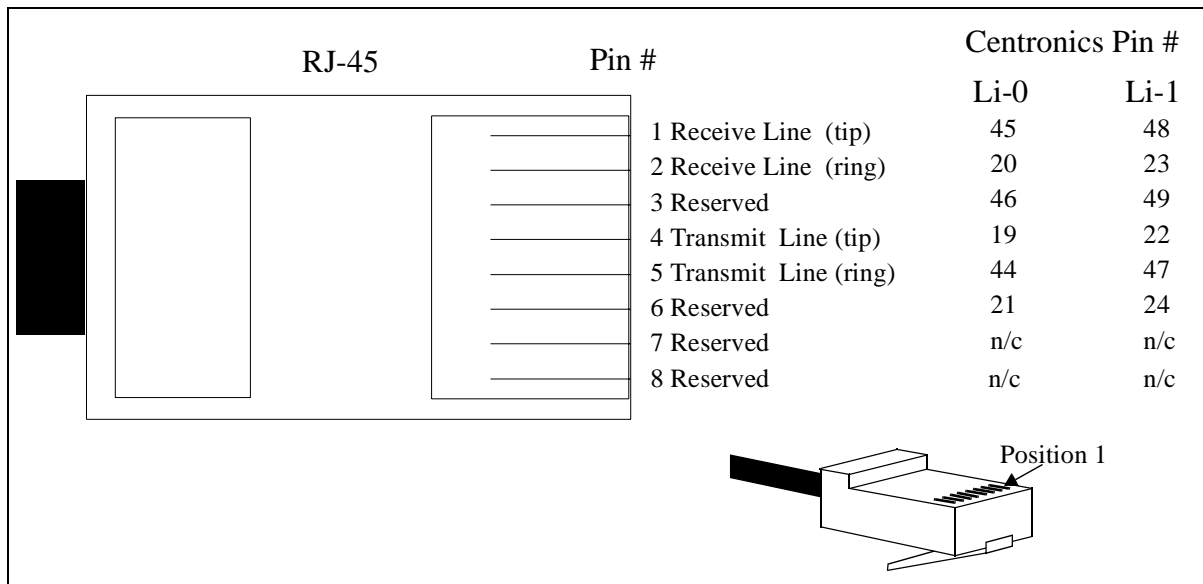 Centronics Pin #
RJ-45 Pin #
Li-0 Li-1
1 Receive Line (tip) 45 48
2 Receive Line (ring) 20 23
3 Reserved 46 49
4 Transmit Line (tip) 19 22
5 Transmit Line (ring) 44 47
6 Reserved 21 24
7 Reserved n/c n/c
8 Reserved n/c n/c
Position 1